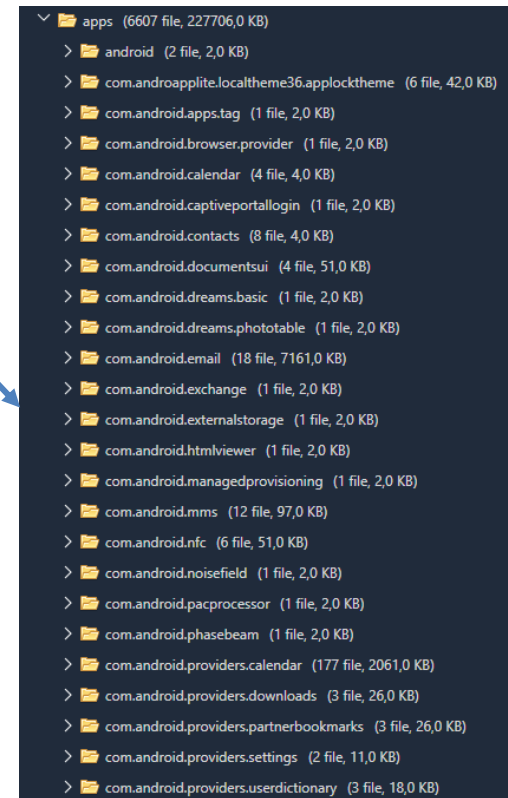 apps (6607 file, 227706,0 KB)
android (2 file, 2,0 KB)
com.androapplite.localtheme36.applocktheme (6 file, 42,0 KB)
com.android.apps.tag (1 file, 2,0 KB)
com.android.browser.provider (1 file, 2,0 KB)
com.android.calendar (4 file, 4,0 KB)
com.android.captiveportallogin (1 file, 2,0 KB)
com.android.contacts (8 file, 4,0 KB)
com.android.documentsui (4 file, 51,0 KB)
com.android.dreams.basic (1 file, 2,0 KB)
com.android.dreams.phototable (1 file, 2,0 KB)
com.android.email (18 file, 7161,0 KB)
com.android.exchange (1 file, 2,0 KB)
com.android.externalstorage (1 file, 2,0 KB)
com.android.htmlviewer (1 file, 2,0 KB)
com.android.managedprovisioning (1 file, 2,0 KB)
com.android.mms (12 file, 97,0 KB)
com.android.nfc (6 file, 51,0 KB)
com.android.noisefield (1 file, 2,0 KB)
com.android.pacprocessor (1 file, 2,0 KB)
com.android.phasebeam (1 file, 2,0 KB)
com.android.providers.calendar (177 file, 2061,0 KB)
com.android.providers.downloads (3 file, 26,0 KB)
com.android.providers.partnerbookmarks (3 file, 26,0 KB)
com.android.providers.settings (2 file, 11,0 KB)
com.android.providers.userdictionary (3 file, 18,0 KB)